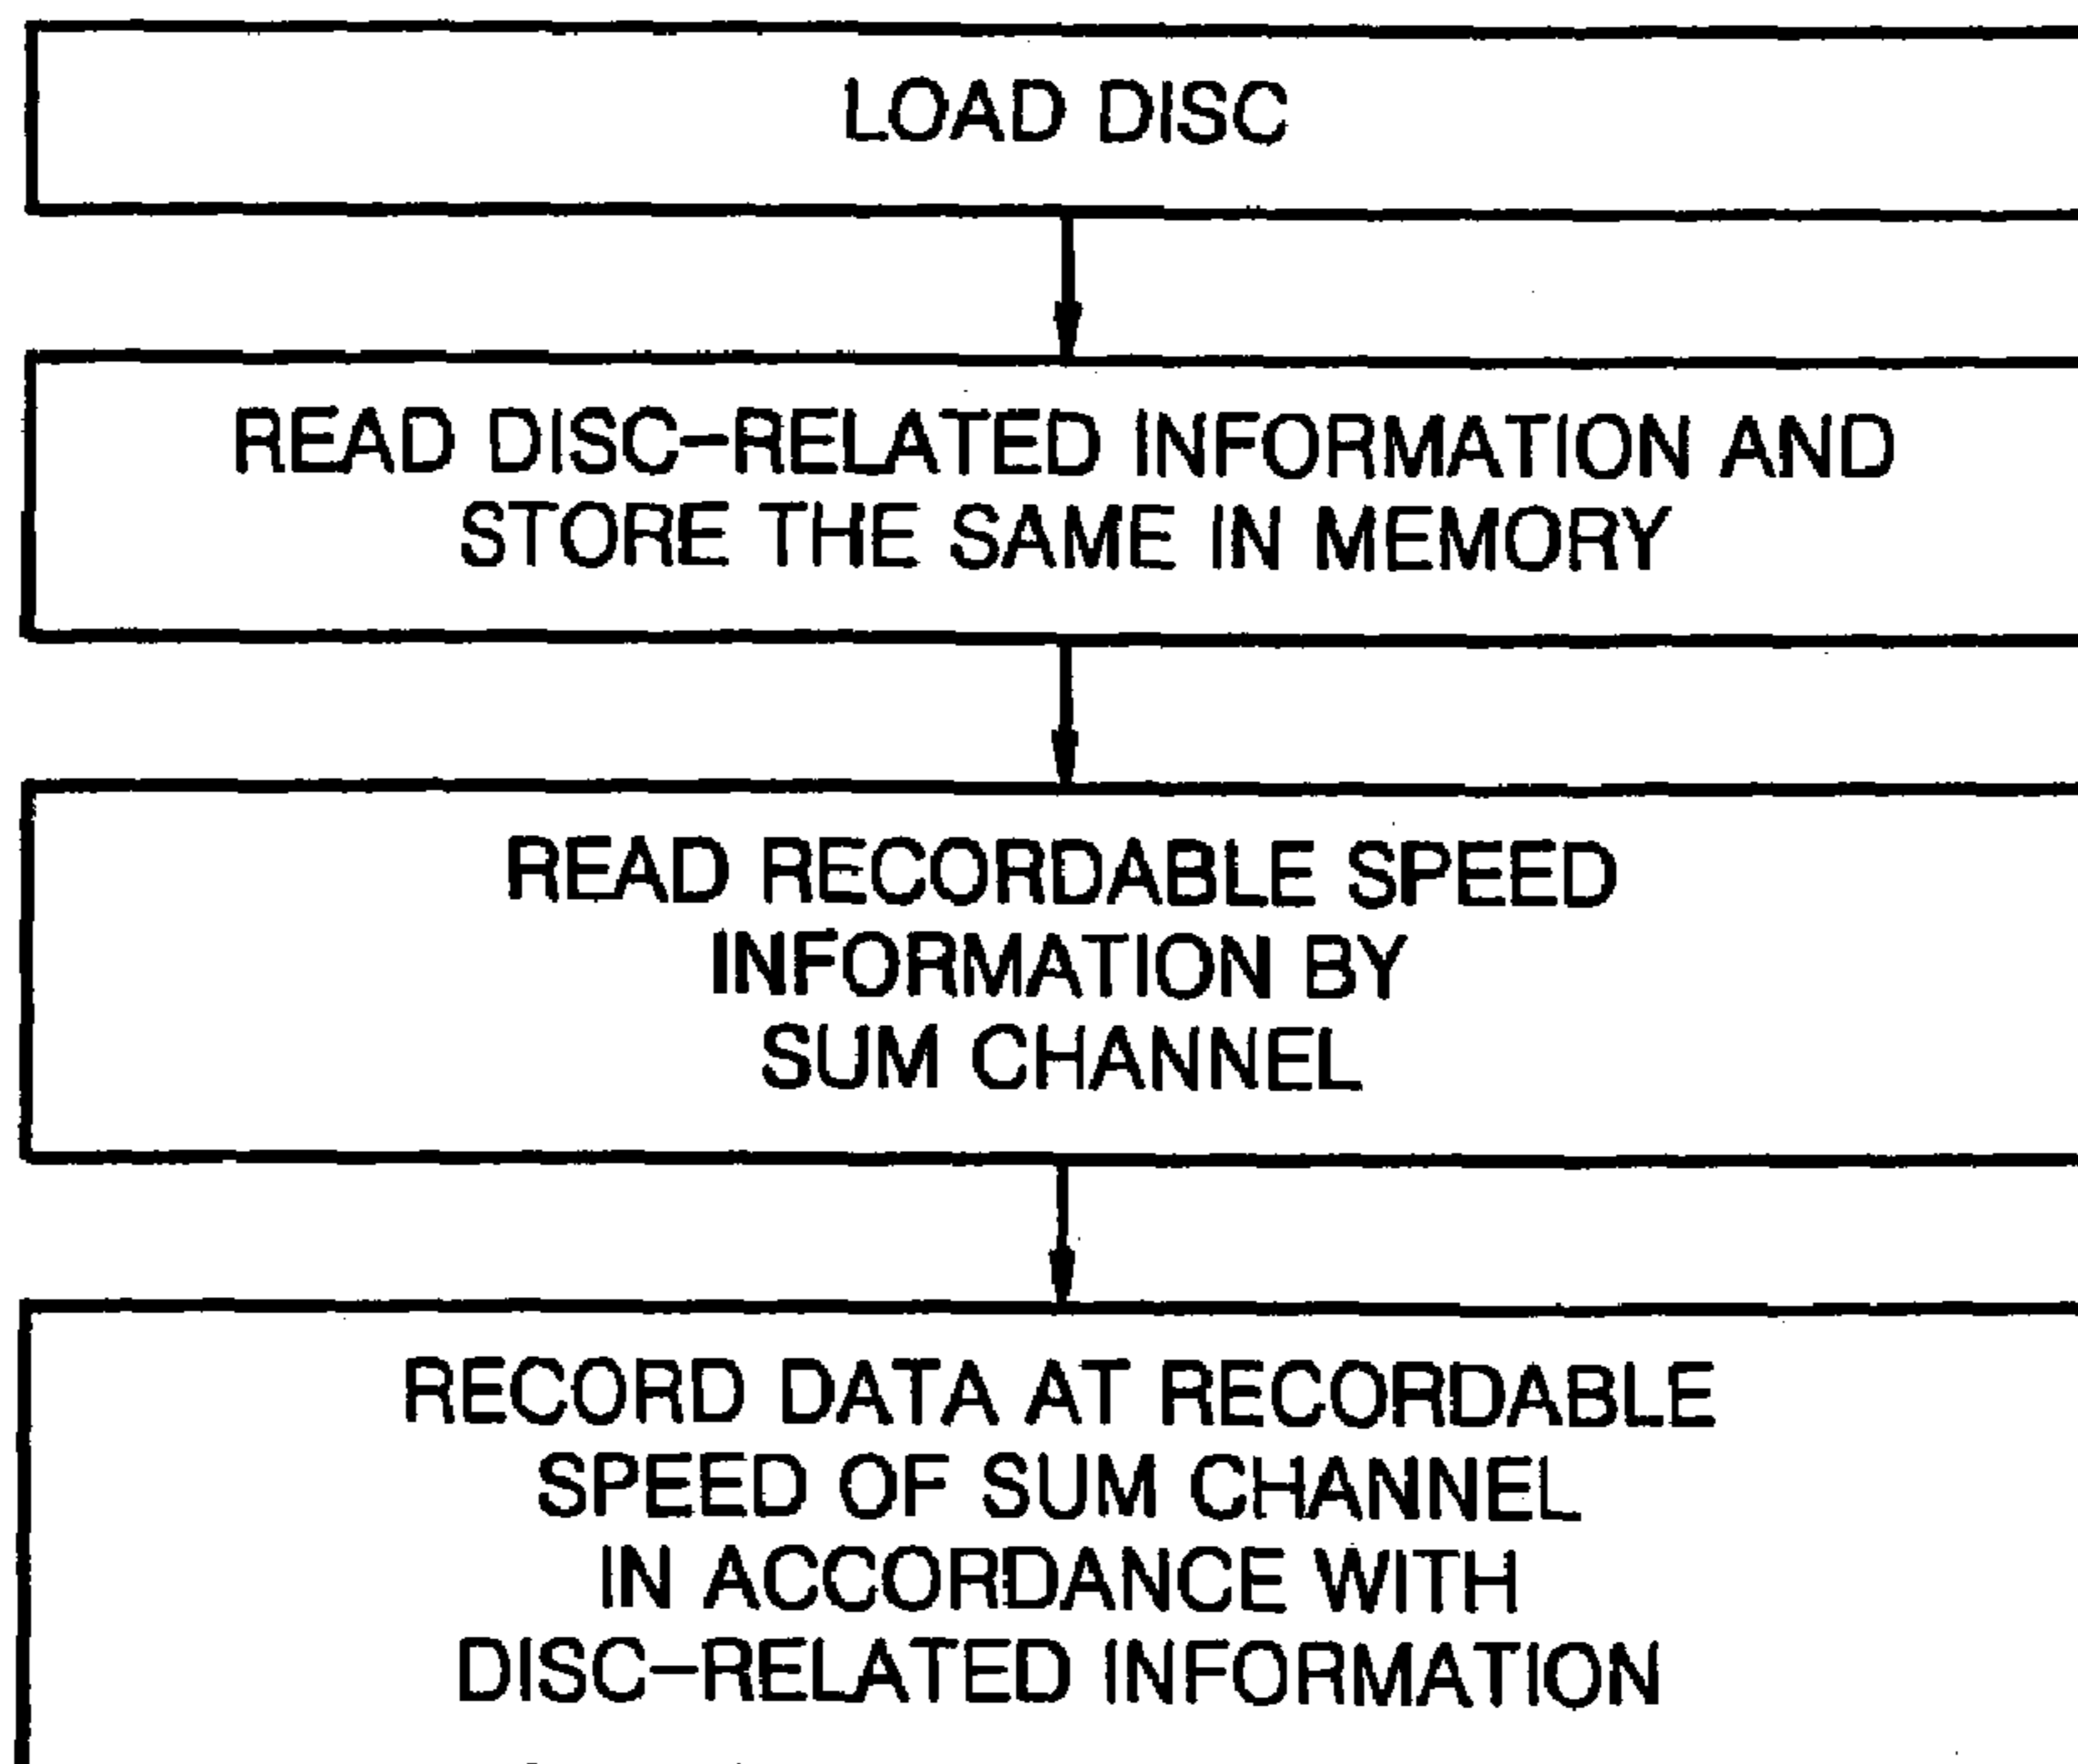 LOAD DISC
READ DISC-RELATED INFORMATION AND
STORE THE SAME IN MEMORY
READ RECORDABLE SPEED
INFORMATION BY
SUM CHANNEL
RECORD DATA AT RECORDABLE
SPEED OF SUM CHANNEL
IN ACCORDANCE WITH
DISC-RELATED INFORMATION